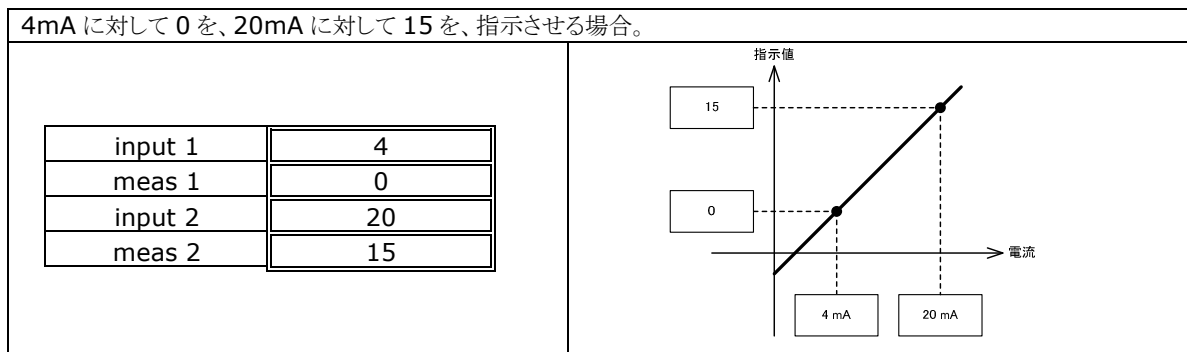 4mA に対して 0 を、20mA に対して 15 を、指示させる場合。
input 1 4
meas 1 0
input 2 20
meas 2 15
指示値
15
0
電流
4 mA 20 mA